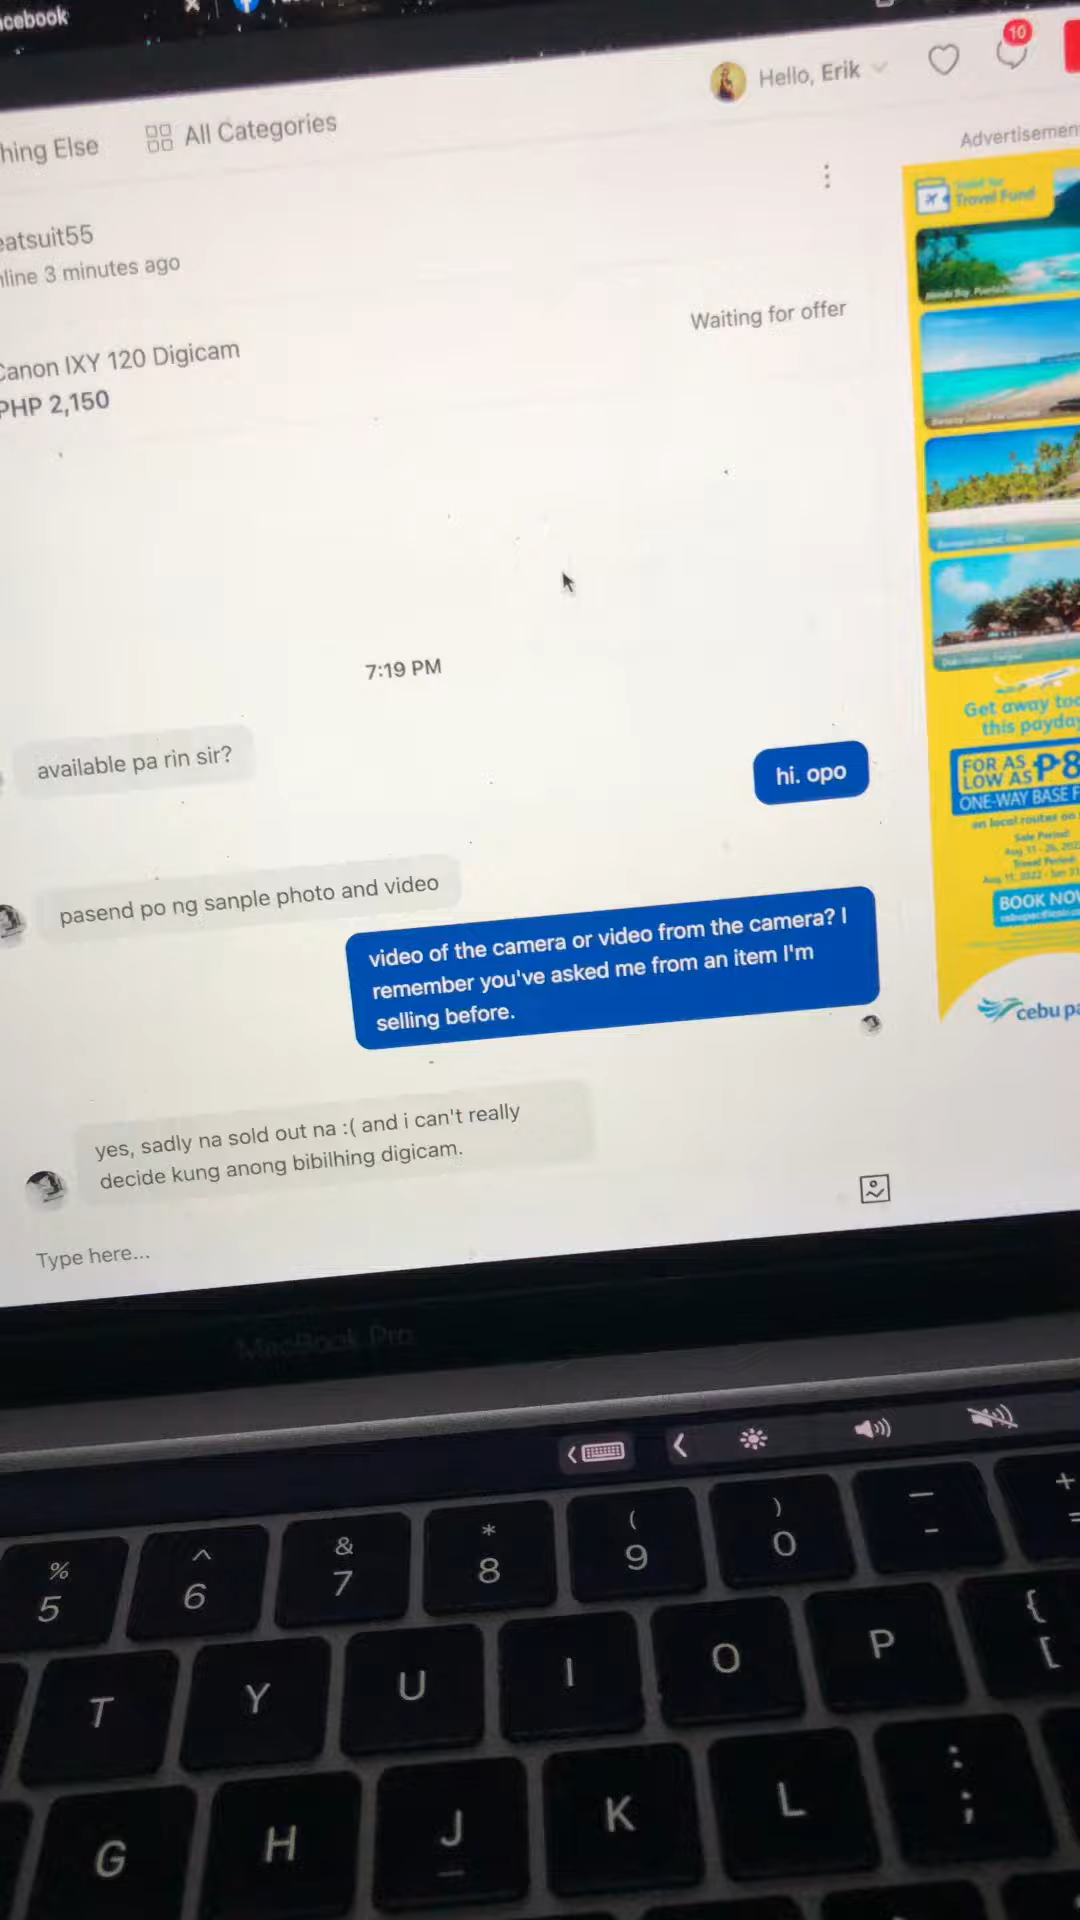 acebook
10
Hello, Erik
hing Else
All Categories
Advertisemen
Travel Fund
eatsuit55
nline 3 minutes ago
Waiting for offer
Canon IXY 120 Digicam
PHP 2,150
7:19 PM
available pa rin sir?
hi. opo
pasend po ng sanple photo and video
video of the camera or video from the camera? I
remember you've asked me from an item I'm
selling before.
yes, sadly na sold out na :( and i can't really
decide kung anong bibilhing digicam.
Type here...
Get away too
this payday
FOR AS
LOW AS ₱8
ONE-WAY BASE F
on local routes on
Sale Period:
Travel Period:
BOOK NOW
cebu pa
MacBook Pro
% ^ & * ( ) _ +
5 6 7 8 9 0 - =
T Y U I O P { [
G H J K L : ;